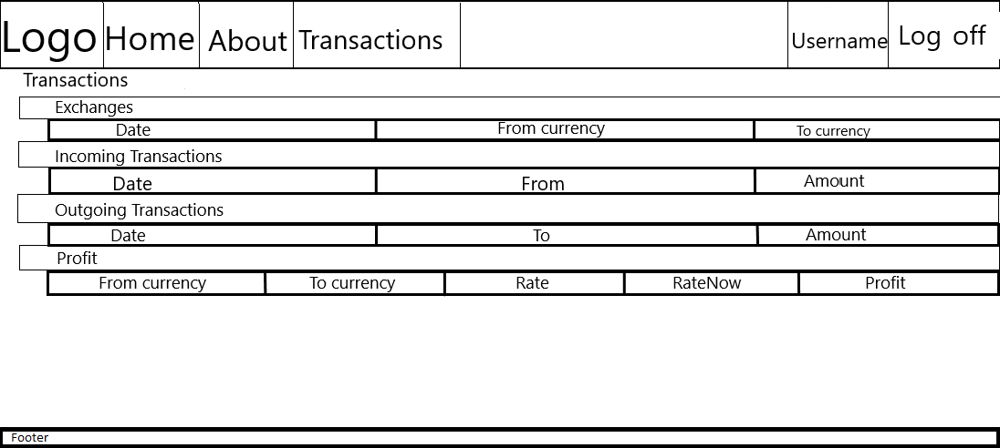 Logo Home About Transactions Username Log off
Transactions
Exchanges
Date From currency To currency
Incoming Transactions
Date From Amount
Outgoing Transactions
Date To Amount
Profit
From currency To currency Rate RateNow Profit
Footer